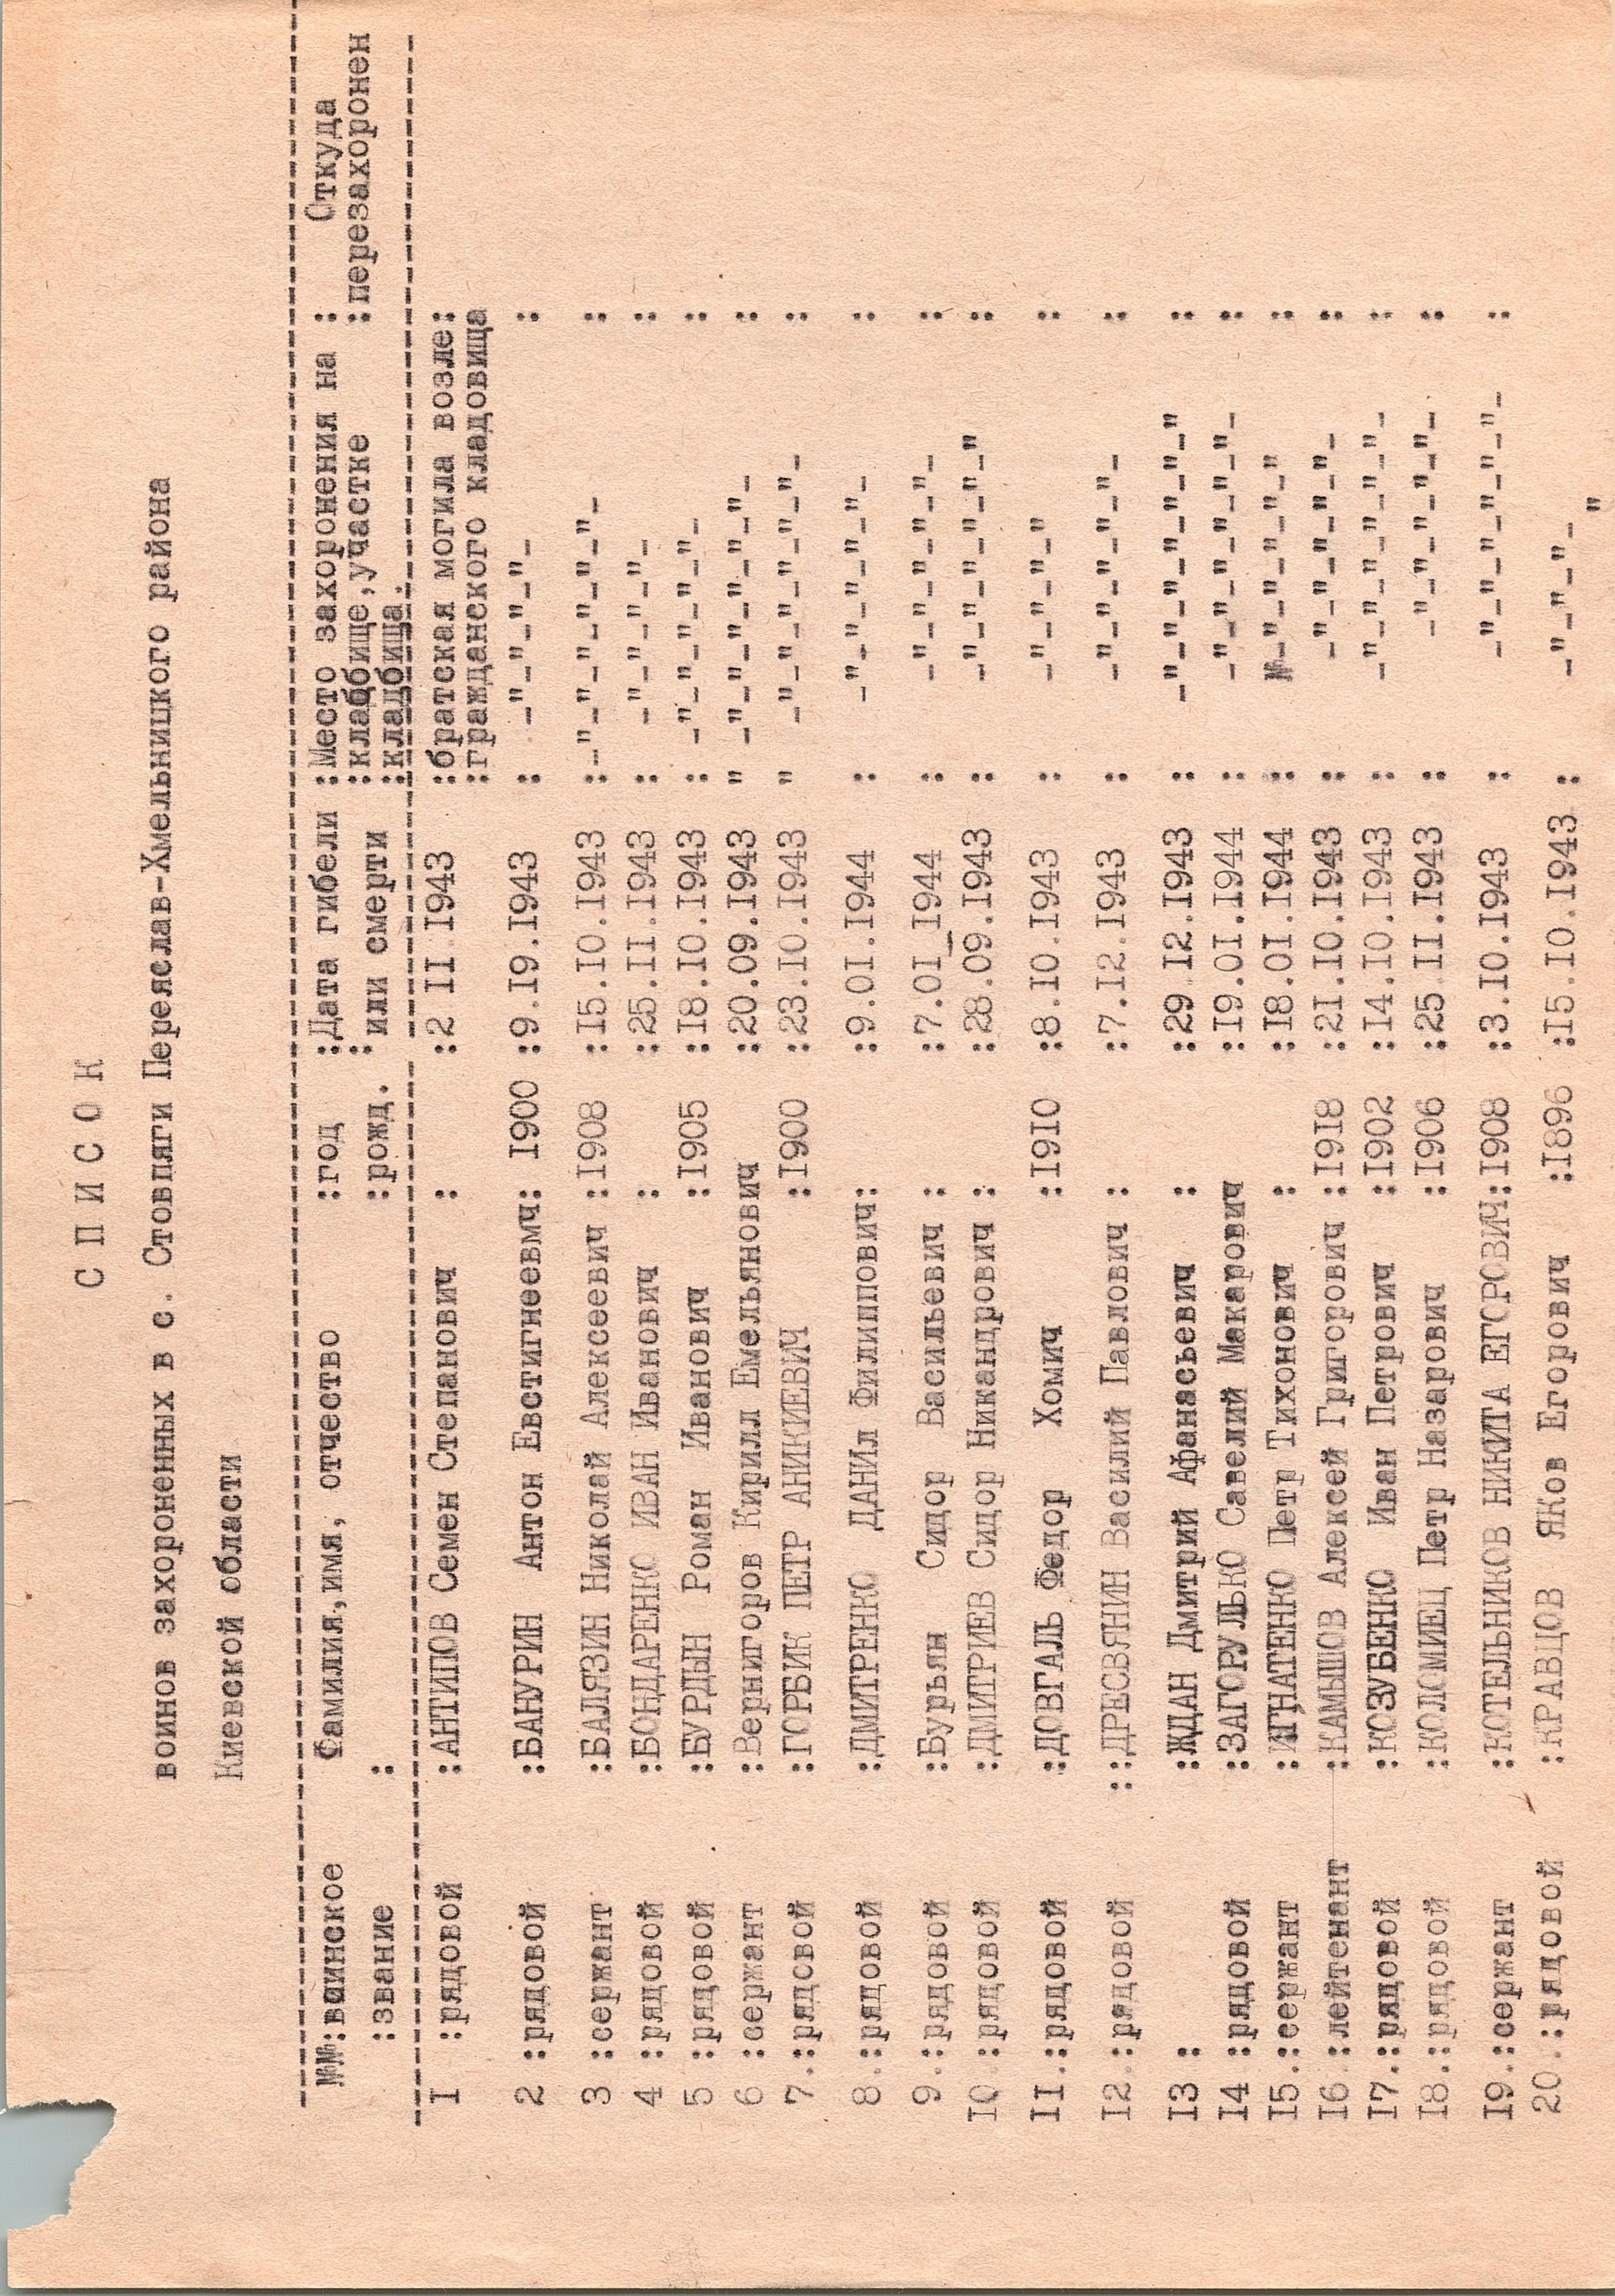 С П И С О К
воинов захороненных в с. Стовпяги Переяслав-Хмельницкого района
Киевской области
№№:воинское Фамилия,имя, отчество :год :Дата гибели :Место захоронения на : Откуда
:звание : :рожд. :или смерти :клаббище,участке :перезахоронен
:кладбища.
I :рядовой :АНТИПОВ Семен Степанович : :2 II I943 :братская могила возле:
:гражданского кладовища
2 :рядовой :БАНУРИН Антон Евстигнеевмч: I900 :9.I9.I943 : -"-"-"-"- :
3 :сержант :БАЛЯЗИН Николай Алексеевич :I908 :I5.I0.I943 :-"-"-"-"-"-"- :
4 :рядовой :БОНДАРЕНКО ИВАН Иванович : :25.II.I943 : -"-"-"-"- :
5 :рядовой :БУРДЫН Роман Иванович :I905 :I8.I0.I943 : -"-"-"-"-"- :
6 :сержант :Вернигоров Кирилл Емельянович :20.09.I943 " -"-"-"-"-"-"- :
7.:рядовой :ГОРБИК ПЕТР АНИКИЕВИЧ :I900 :23.I0.I943 " -"-"-"-"-"-"- :
8.:рядовой :ДМИТРЕНКО ДАНИл Филиппович: :9.0I.I944 : -"-"-"-"-"- :
9.:рядовой :Бурьян Сидор Васильевич : :7.0I_I944 : -"-"-"-"-"- :
I0.:рядовой :ДМИТРИЕВ Сидор Никандрович : :28.09.I943 : -"-"-"-"-"-" :
II.:рядовой :ДОВГАЛЬ Федор Хомич :I9I0 :8.I0.I943 : -"-"-"-" :
I2.:рядовой ::ДРЕСВЯНИН Василий Павлович : :7.I2.I943 : -"-"-"-"-"- :
I3 : :ЖДАН Дмитрий Афанасьевич : :29 I2.I943 : -"-"-"-"-"-"-" :
I4 :рядовой :ЗАГОРУЛЬКО Савелий Макарович :I9.0I.I944 : -"-"-"-"-"-"- :
I5.:сержант :ИГНАТЕНКО Петр Тихонович : :I8.0I.I944 : -"-"-"-"-" :
I6.:лейтенант :КАМЫШОВ Алексей Григорович :I9I8 :2I.I0.I943 : -"-"-"-"-"- :
I7.:рядовой :КОЗУБЕНКО Иван Петрович :I902 :I4.I0.I943 : -"-"-"-"-"-"- :
I8.:рядовой :КОЛОМИЕЦ Петр Назарович :I906 :25 II.I943 : -"-"-"-"-"- :
I9.:сержант :КОТЕЛЬНИКОВ НИКИТА ЕГОРОВИЧ:I908 :3.I0.I943 : -"-"-"-"-"-"- :
20.:рядовой :КРАВЦОВ ЯКов Егорович :I896 :I5.I0.I943 : -"-"-"-
"